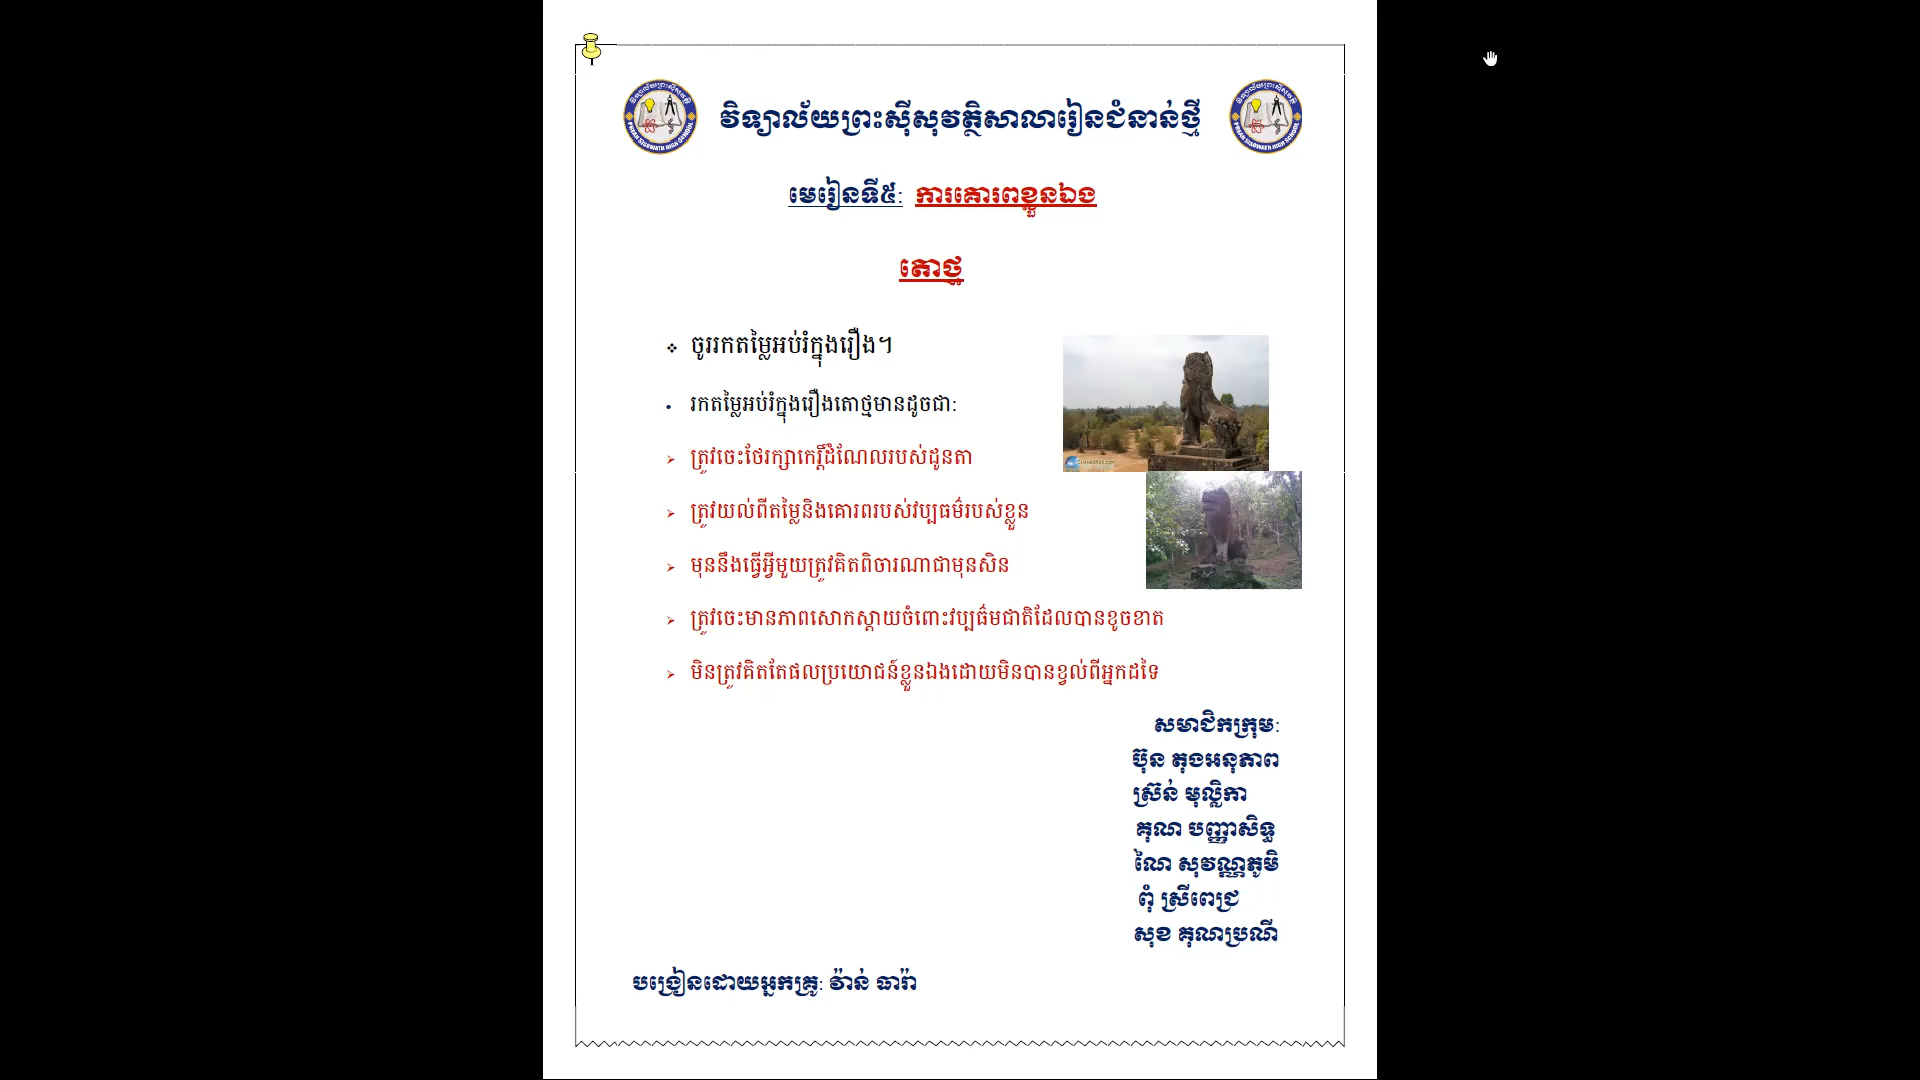 វិទ្យាល័យព្រះស៊ីសុវត្ថិសាលារៀនជំនាន់ថ្មី
មេរៀនទី៥: ការគោរពខ្លួនឯង
តោថ្ម
ចូររកតម្លៃអប់រំក្នុងរឿង។
រកតម្លៃអប់រំក្នុងរឿងតោថ្មមានដូចជា:
ត្រូវចេះថែរក្សាកេរ្តិ៍ដំណែលរបស់ដូនតា
ត្រូវយល់ពីតម្លៃនិងគោរពរបស់វប្បធម៌របស់ខ្លួន
មុននឹងធ្វើអ្វីមួយត្រូវគិតពិចារណាជាមុនសិន
ត្រូវចេះមានភាពសោកស្ដាយចំពោះវប្បធ៌មជាតិដែលបានខូចខាត
មិនត្រូវគិតតែផលប្រយោជន៍ខ្លួនឯងដោយមិនបានខ្វល់ពីអ្នកដទៃ
សមាជិកក្រុម:
ប៊ុន តុងអនុភាព
ស្រ៊ន់ មុល្លិកា
គុណ បញ្ញាសិទ្ធ
ណៃ សុវណ្ណភូមិ
ពុំ ស្រីពេជ្រ
សុខ គុណប្រណី
បង្រៀនដោយអ្នកគ្រូ: វ៉ាន់ ធារ៉ា